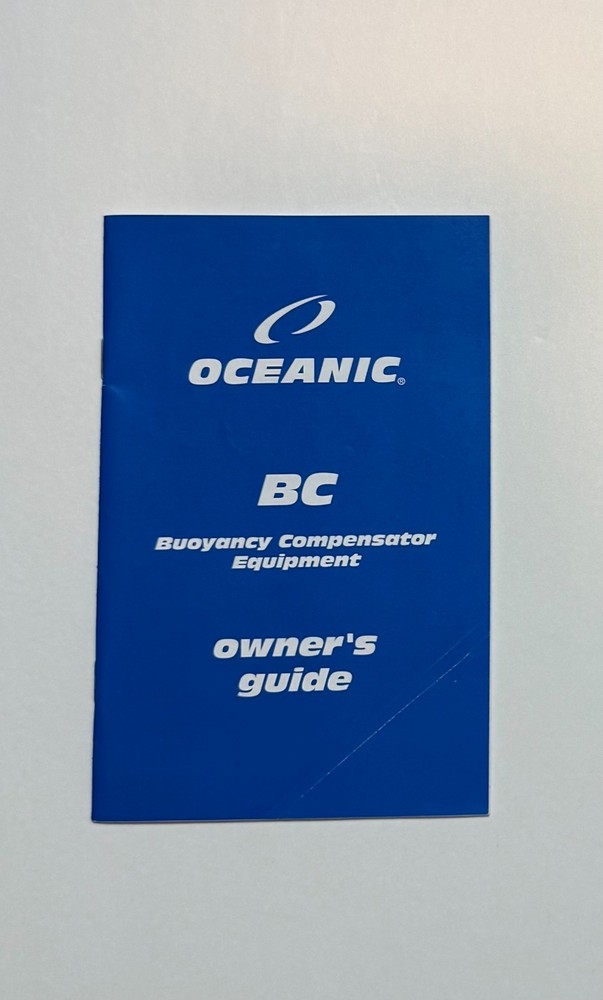 OCEANIC®
BC
Buoyancy Compensator
Equipment
owner's
guide